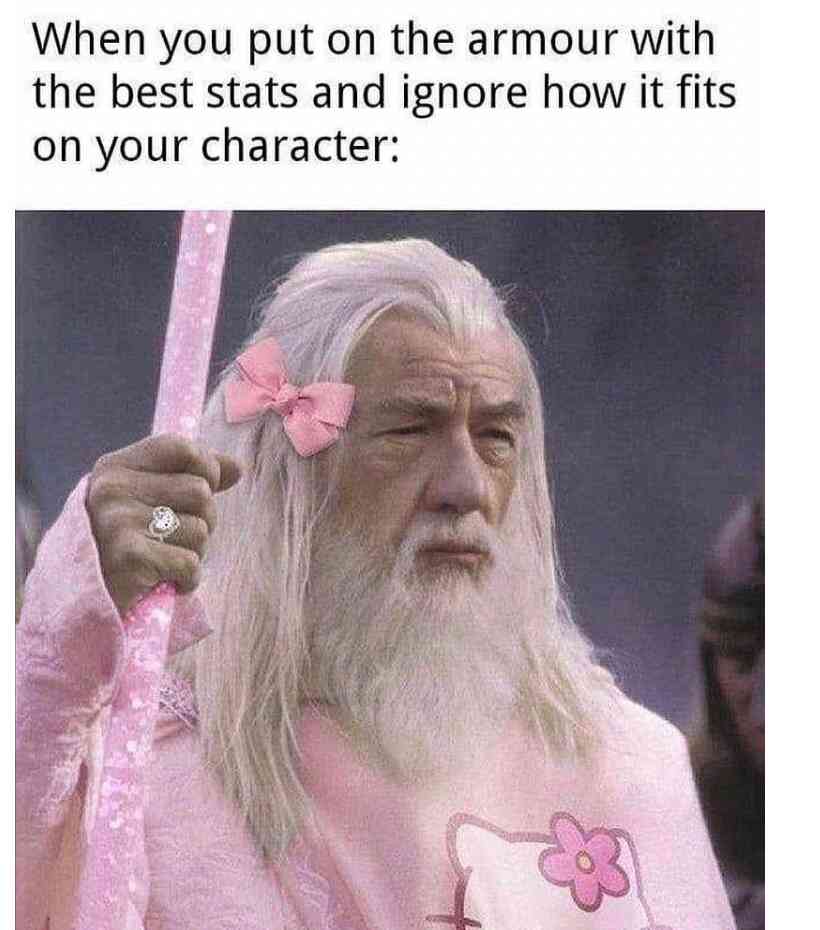 When you put on the armour with
the best stats and ignore how it fits
on your character: